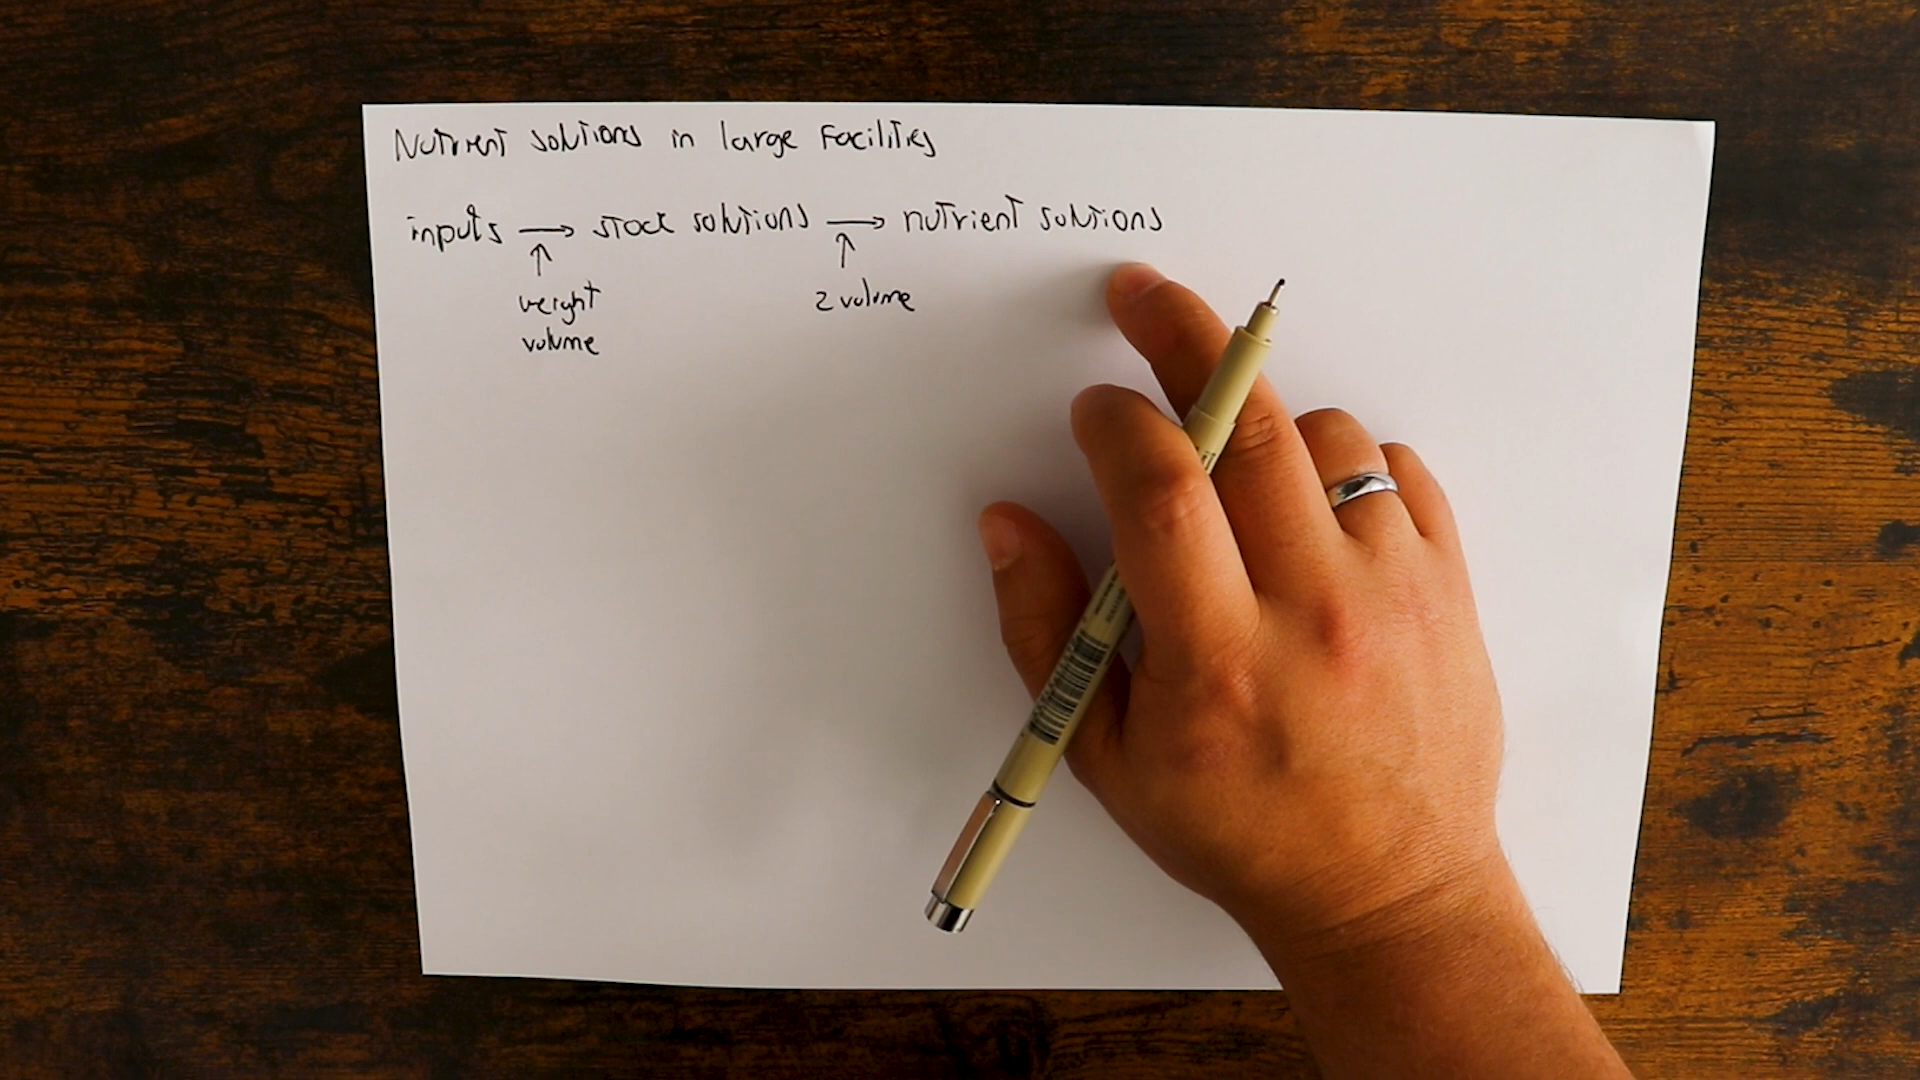 Nutrient solutions in large facilities
inputs → stock solutions → nutrient solutions
↑ ↑
weight 2 volume
volume